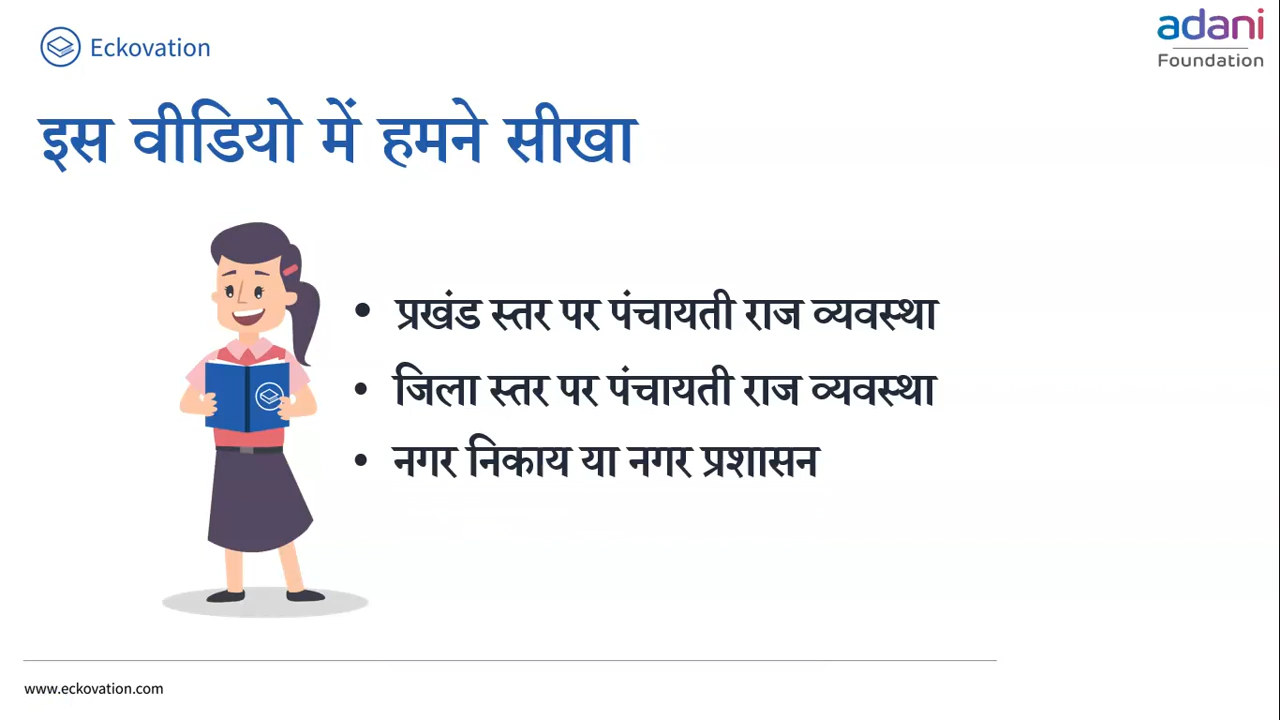 Eckovation
adani
Foundation
इस वीडियो में हमने सीखा
• प्रखंड स्तर पर पंचायती राज व्यवस्था
• जिला स्तर पर पंचायती राज व्यवस्था
• नगर निकाय या नगर प्रशासन
www.eckovation.com